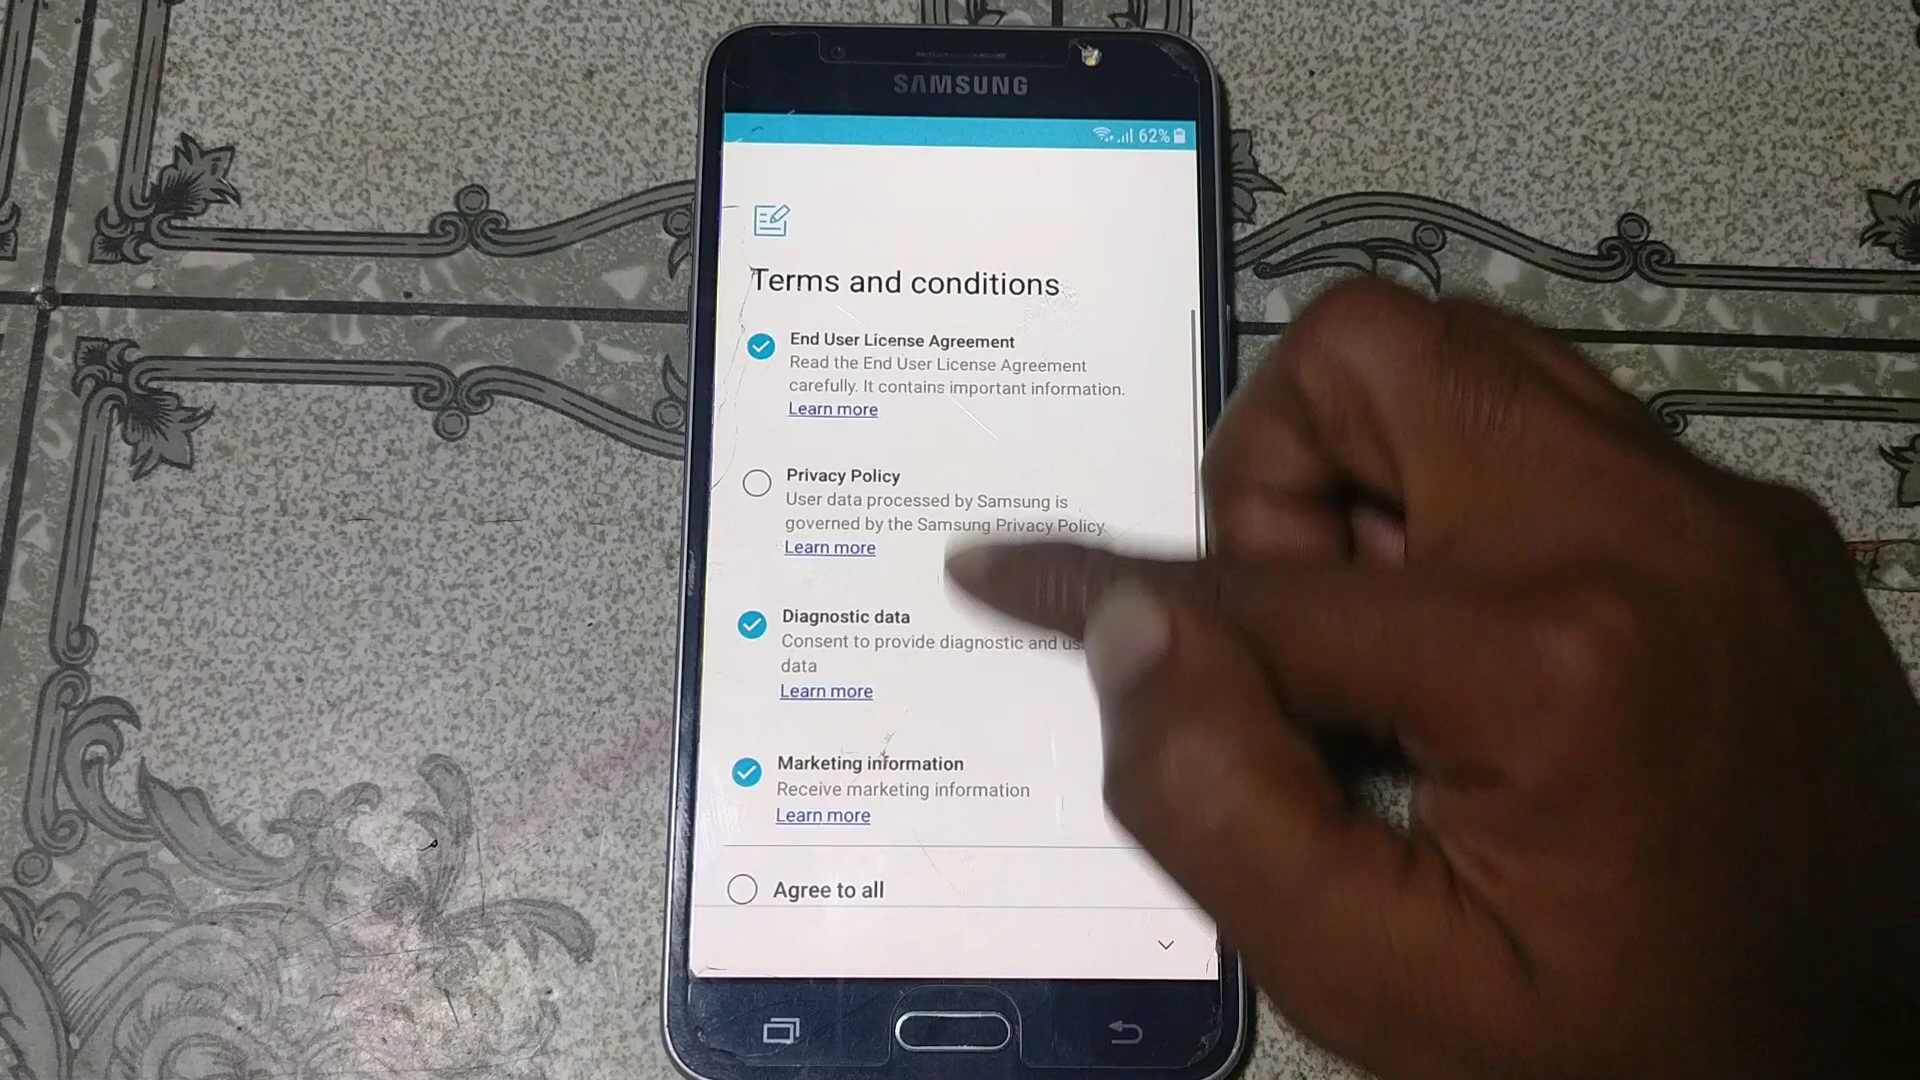 SAMSUNG
62%
Terms and conditions
End User License Agreement
Read the End User License Agreement
carefully. It contains important information.
Learn more
Privacy Policy
User data processed by Samsung is
governed by the Samsung Privacy Policy.
Learn more
Diagnostic data
Consent to provide diagnostic and
data
Learn more
Marketing information
Receive marketing information
Learn more
Agree to all